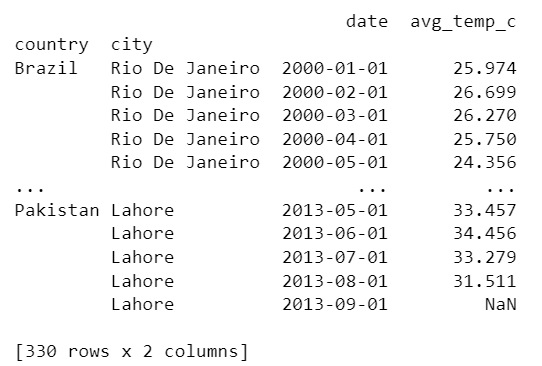 date  avg_temp_c
country  city
Brazil   Rio De Janeiro  2000-01-01      25.974
         Rio De Janeiro  2000-02-01      26.699
         Rio De Janeiro  2000-03-01      26.270
         Rio De Janeiro  2000-04-01      25.750
         Rio De Janeiro  2000-05-01      24.356
...                             ...         ...
Pakistan Lahore          2013-05-01      33.457
         Lahore          2013-06-01      34.456
         Lahore          2013-07-01      33.279
         Lahore          2013-08-01      31.511
         Lahore          2013-09-01         NaN
[330 rows x 2 columns]